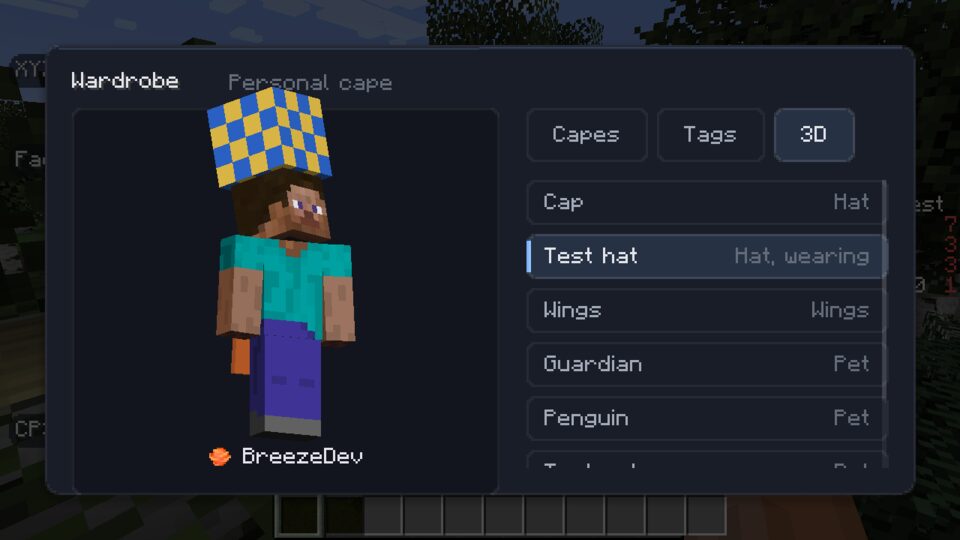 Wardrobe
Personal cape
Capes
Tags
3D
Cap
Hat
Test hat
Hat, wearing
Wings
Wings
Guardian
Pet
Penguin
Pet
BreezeDev